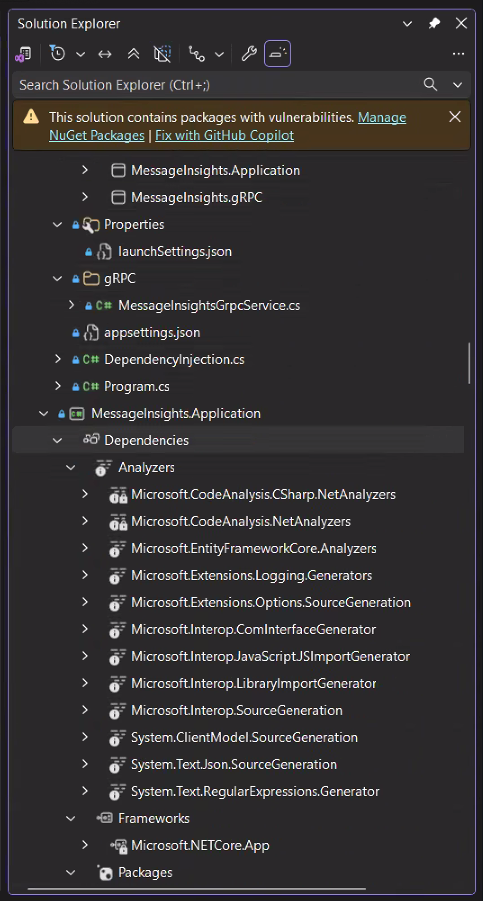 Solution Explorer
Search Solution Explorer (Ctrl+;)
This solution contains packages with vulnerabilities. Manage
NuGet Packages | Fix with GitHub Copilot
MessageInsights.Application
MessageInsights.gRPC
Properties
launchSettings.json
gRPC
C# MessageInsightsGrpcService.cs
appsettings.json
C# DependencyInjection.cs
C# Program.cs
C# MessageInsights.Application
Dependencies
Analyzers
Microsoft.CodeAnalysis.CSharp.NetAnalyzers
Microsoft.CodeAnalysis.NetAnalyzers
Microsoft.EntityFrameworkCore.Analyzers
Microsoft.Extensions.Logging.Generators
Microsoft.Extensions.Options.SourceGeneration
Microsoft.Interop.ComInterfaceGenerator
Microsoft.Interop.JavaScript.JSImportGenerator
Microsoft.Interop.LibraryImportGenerator
Microsoft.Interop.SourceGeneration
System.ClientModel.SourceGeneration
System.Text.Json.SourceGeneration
System.Text.RegularExpressions.Generator
Frameworks
Microsoft.NETCore.App
Packages